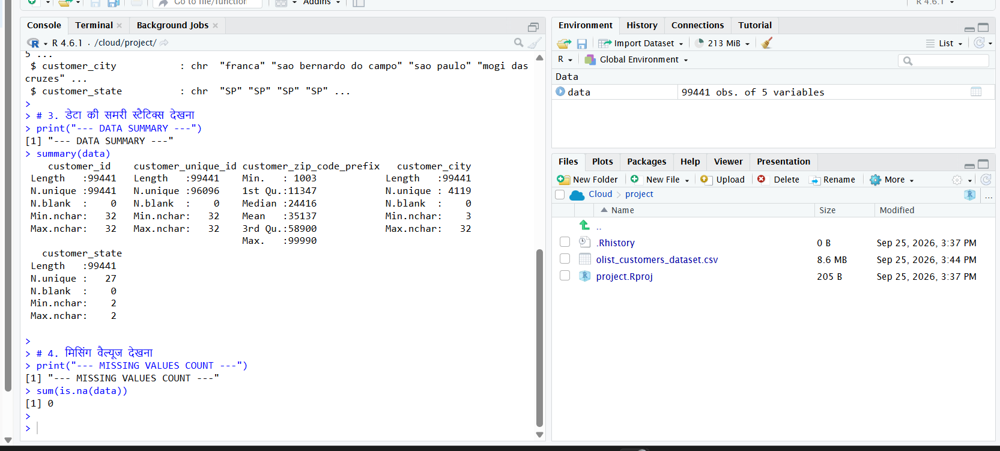 Go to file/function
Addins
R 4.6.1
Console Terminal Background Jobs
R 4.6.1 . /cloud/project/
5 ...
$ customer_city : chr "franca" "sao bernardo do campo" "sao paulo" "mogi das
cruzes" ...
$ customer_state : chr "SP" "SP" "SP" "SP" ...
>
> # 3. डेटा की समरी स्टैटिक्स देखना
> print("--- DATA SUMMARY ---")
[1] "--- DATA SUMMARY ---"
> summary(data)
customer_id customer_unique_id customer_zip_code_prefix customer_city
Length :99441 Length :99441 Min. : 1003 Length :99441
N.unique :99441 N.unique :96096 1st Qu.:11347 N.unique : 4119
N.blank : 0 N.blank : 0 Median :24416 N.blank : 0
Min.nchar: 32 Min.nchar: 32 Mean :35137 Min.nchar: 3
Max.nchar: 32 Max.nchar: 32 3rd Qu.:58900 Max.nchar: 32
Max. :99990
customer_state
Length :99441
N.unique : 27
N.blank : 0
Min.nchar: 2
Max.nchar: 2
>
> # 4. मिसिंग वैल्यूज देखना
> print("--- MISSING VALUES COUNT ---")
[1] "--- MISSING VALUES COUNT ---"
> sum(is.na(data))
[1] 0
>
>
Environment History Connections Tutorial
Import Dataset 213 MiB List
R Global Environment
Data
data 99441 obs. of 5 variables
Files Plots Packages Help Viewer Presentation
New Folder New File Upload Delete Rename More
Cloud > project ...
Name Size Modified
..
.Rhistory 0 B Sep 25, 2026, 3:37 PM
olist_customers_dataset.csv 8.6 MB Sep 25, 2026, 3:44 PM
project.Rproj 205 B Sep 25, 2026, 3:37 PM